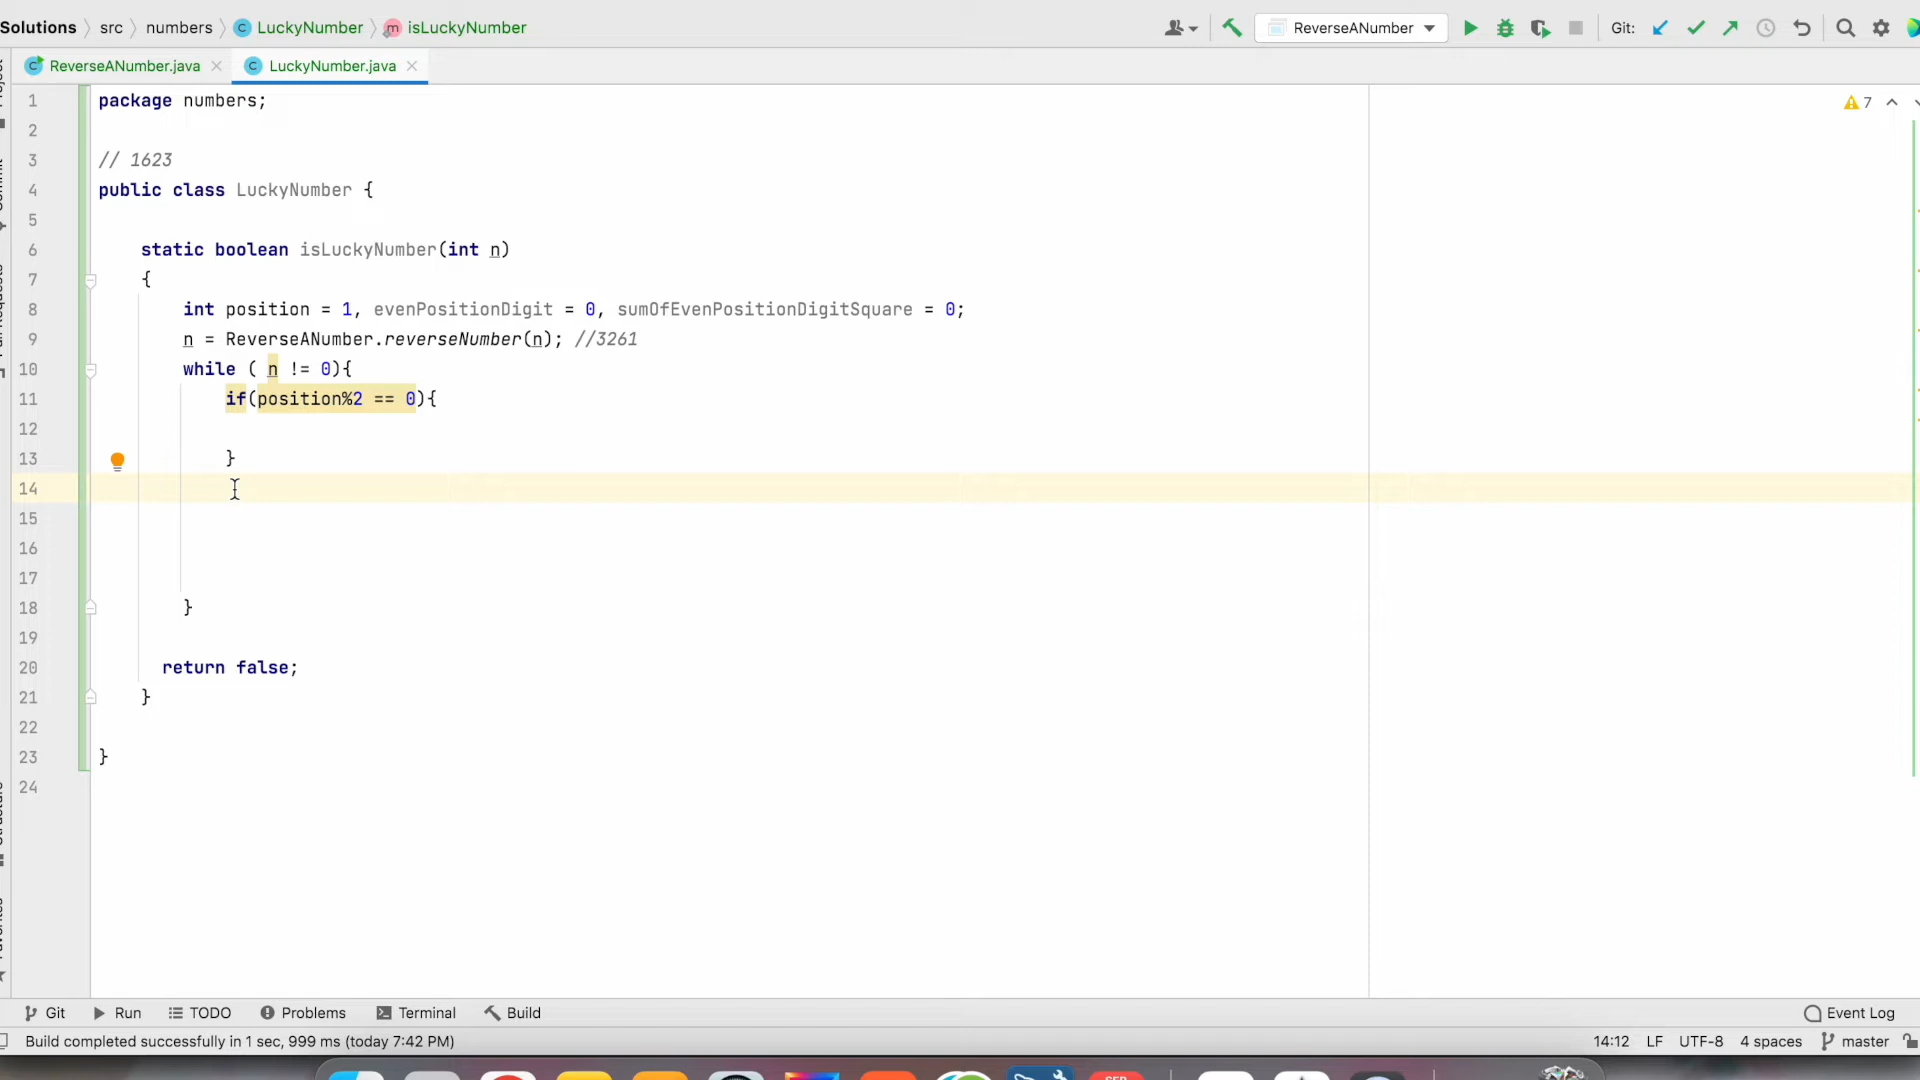 Solutions src numbers LuckyNumber isLuckyNumber ReverseANumber Git:
ReverseANumber.java LuckyNumber.java
1 package numbers;
2
3 // 1623
4 public class LuckyNumber {
5
6 static boolean isLuckyNumber(int n)
7 {
8 int position = 1, evenPositionDigit = 0, sumOfEvenPositionDigitSquare = 0;
9 n = ReverseANumber.reverseNumber(n); //3261
10 while ( n != 0){
11 if(position%2 == 0){
12
13 }
14
15
16
17
18 }
19
20 return false;
21 }
22
23 }
24
7
Git Run TODO Problems Terminal Build Event Log
Build completed successfully in 1 sec, 999 ms (today 7:42 PM) 14:12 LF UTF-8 4 spaces master
SEP